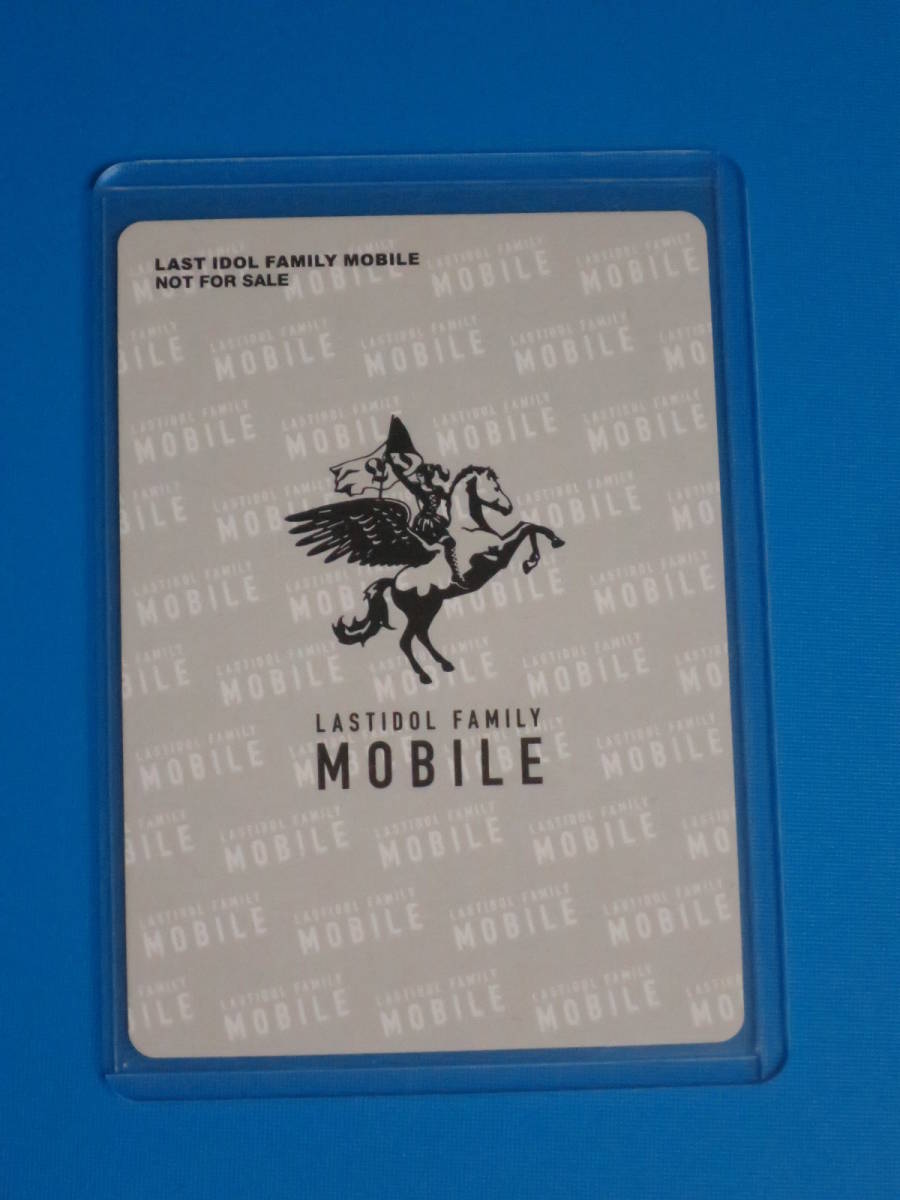 LAST IDOL FAMILY MOBILE
NOT FOR SALE
LASTIDOL FAMILY
MOBILE